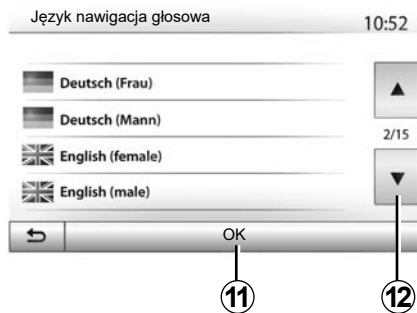 Język nawigacja głosowa
10:52
Deutsch (Frau)
Deutsch (Mann)
2/15
English (female)
English (male)
OK
11
12